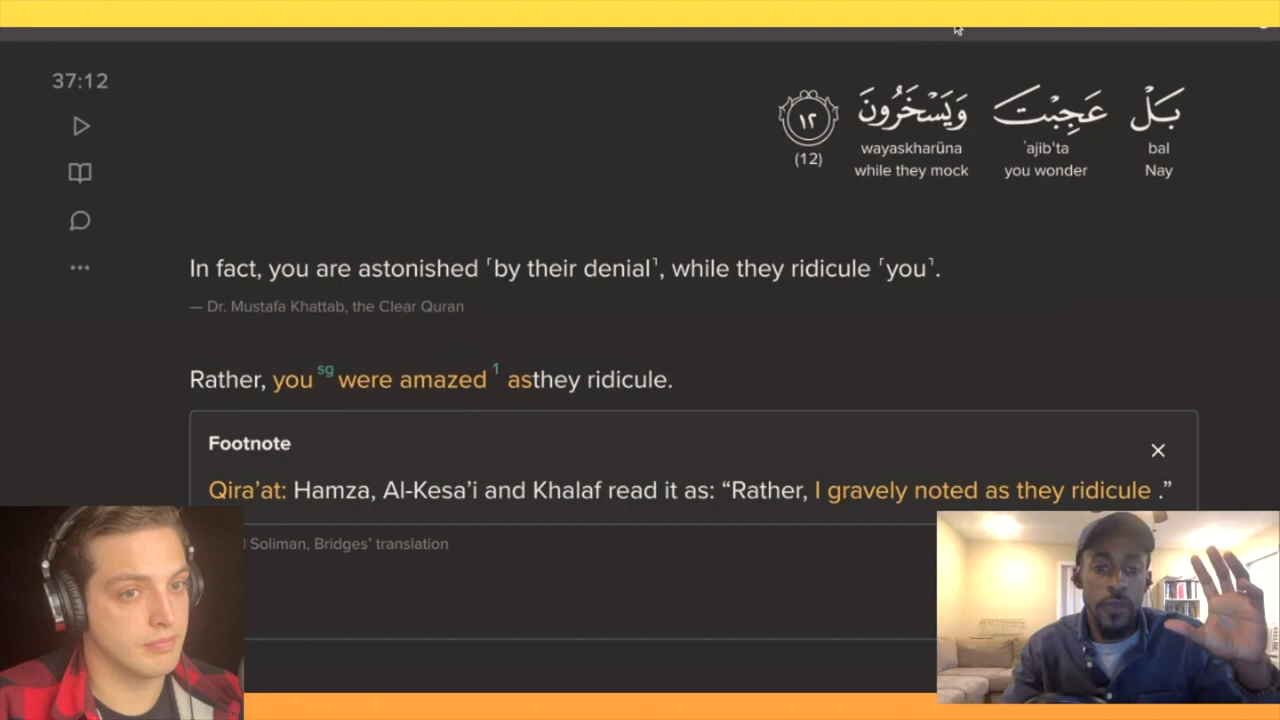 37:12
بَلْ عَجِبْتَ وَيَسْخَرُونَ ١٢
bal 'ajib'ta wayaskharūna (12)
Nay you wonder while they mock
In fact, you are astonished ⸢by their denial⸣, while they ridicule ⸢you⸣.
— Dr. Mustafa Khattab, the Clear Quran
Rather, you sg were amazed 1 asthey ridicule.
Footnote
Qira’at: Hamza, Al-Kesa’i and Khalaf read it as: “Rather, I gravely noted as they ridicule .”
Soliman, Bridges’ translation